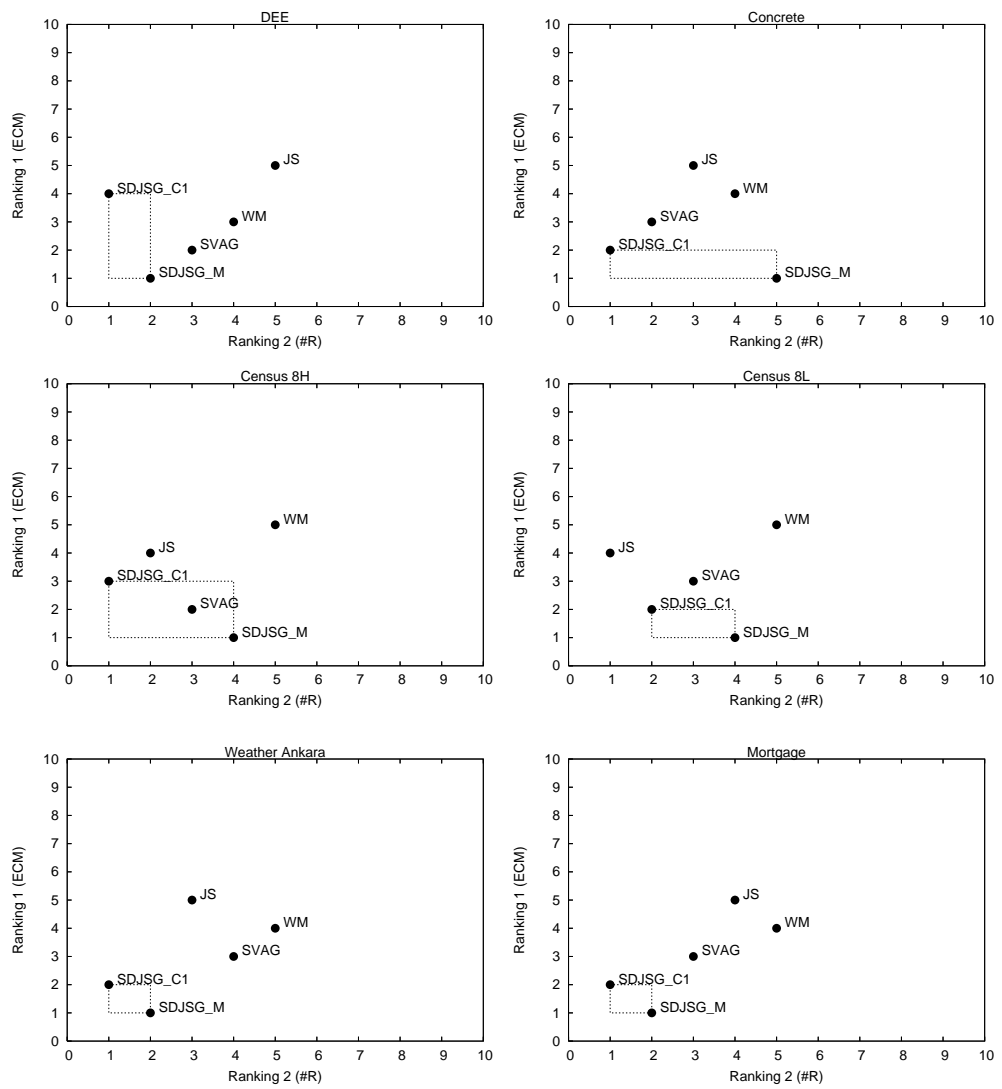 DEE
10
9
8
7
6
5
4
3
2
1
0
Ranking 1 (ECM)
JS
SDJSG_C1
WM
SVAG
SDJSG_M
0 1 2 3 4 5 6 7 8 9 10
Ranking 2 (#R)
Concrete
10
9
8
7
6
5
4
3
2
1
0
Ranking 1 (ECM)
JS
WM
SVAG
SDJSG_C1
SDJSG_M
0 1 2 3 4 5 6 7 8 9 10
Ranking 2 (#R)
Census 8H
10
9
8
7
6
5
4
3
2
1
0
Ranking 1 (ECM)
WM
JS
SDJSG_C1
SVAG
SDJSG_M
0 1 2 3 4 5 6 7 8 9 10
Ranking 2 (#R)
Census 8L
10
9
8
7
6
5
4
3
2
1
0
Ranking 1 (ECM)
WM
JS
SVAG
SDJSG_C1
SDJSG_M
0 1 2 3 4 5 6 7 8 9 10
Ranking 2 (#R)
Weather Ankara
10
9
8
7
6
5
4
3
2
1
0
Ranking 1 (ECM)
JS
WM
SVAG
SDJSG_C1
SDJSG_M
0 1 2 3 4 5 6 7 8 9 10
Ranking 2 (#R)
Mortgage
10
9
8
7
6
5
4
3
2
1
0
Ranking 1 (ECM)
JS
WM
SVAG
SDJSG_C1
SDJSG_M
0 1 2 3 4 5 6 7 8 9 10
Ranking 2 (#R)